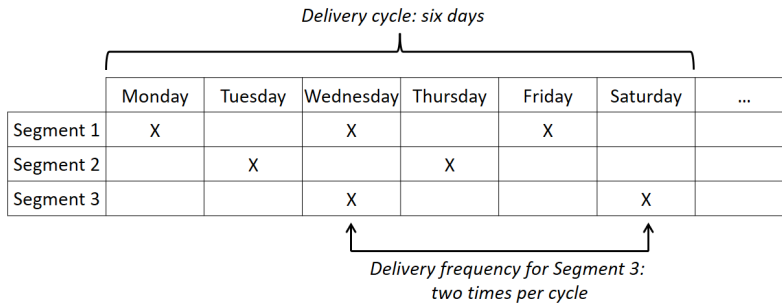 Delivery cycle: six days
Monday Tuesday Wednesday Thursday Friday Saturday ...
Segment 1 X X X
Segment 2 X X
Segment 3 X X
Delivery frequency for Segment 3:
two times per cycle